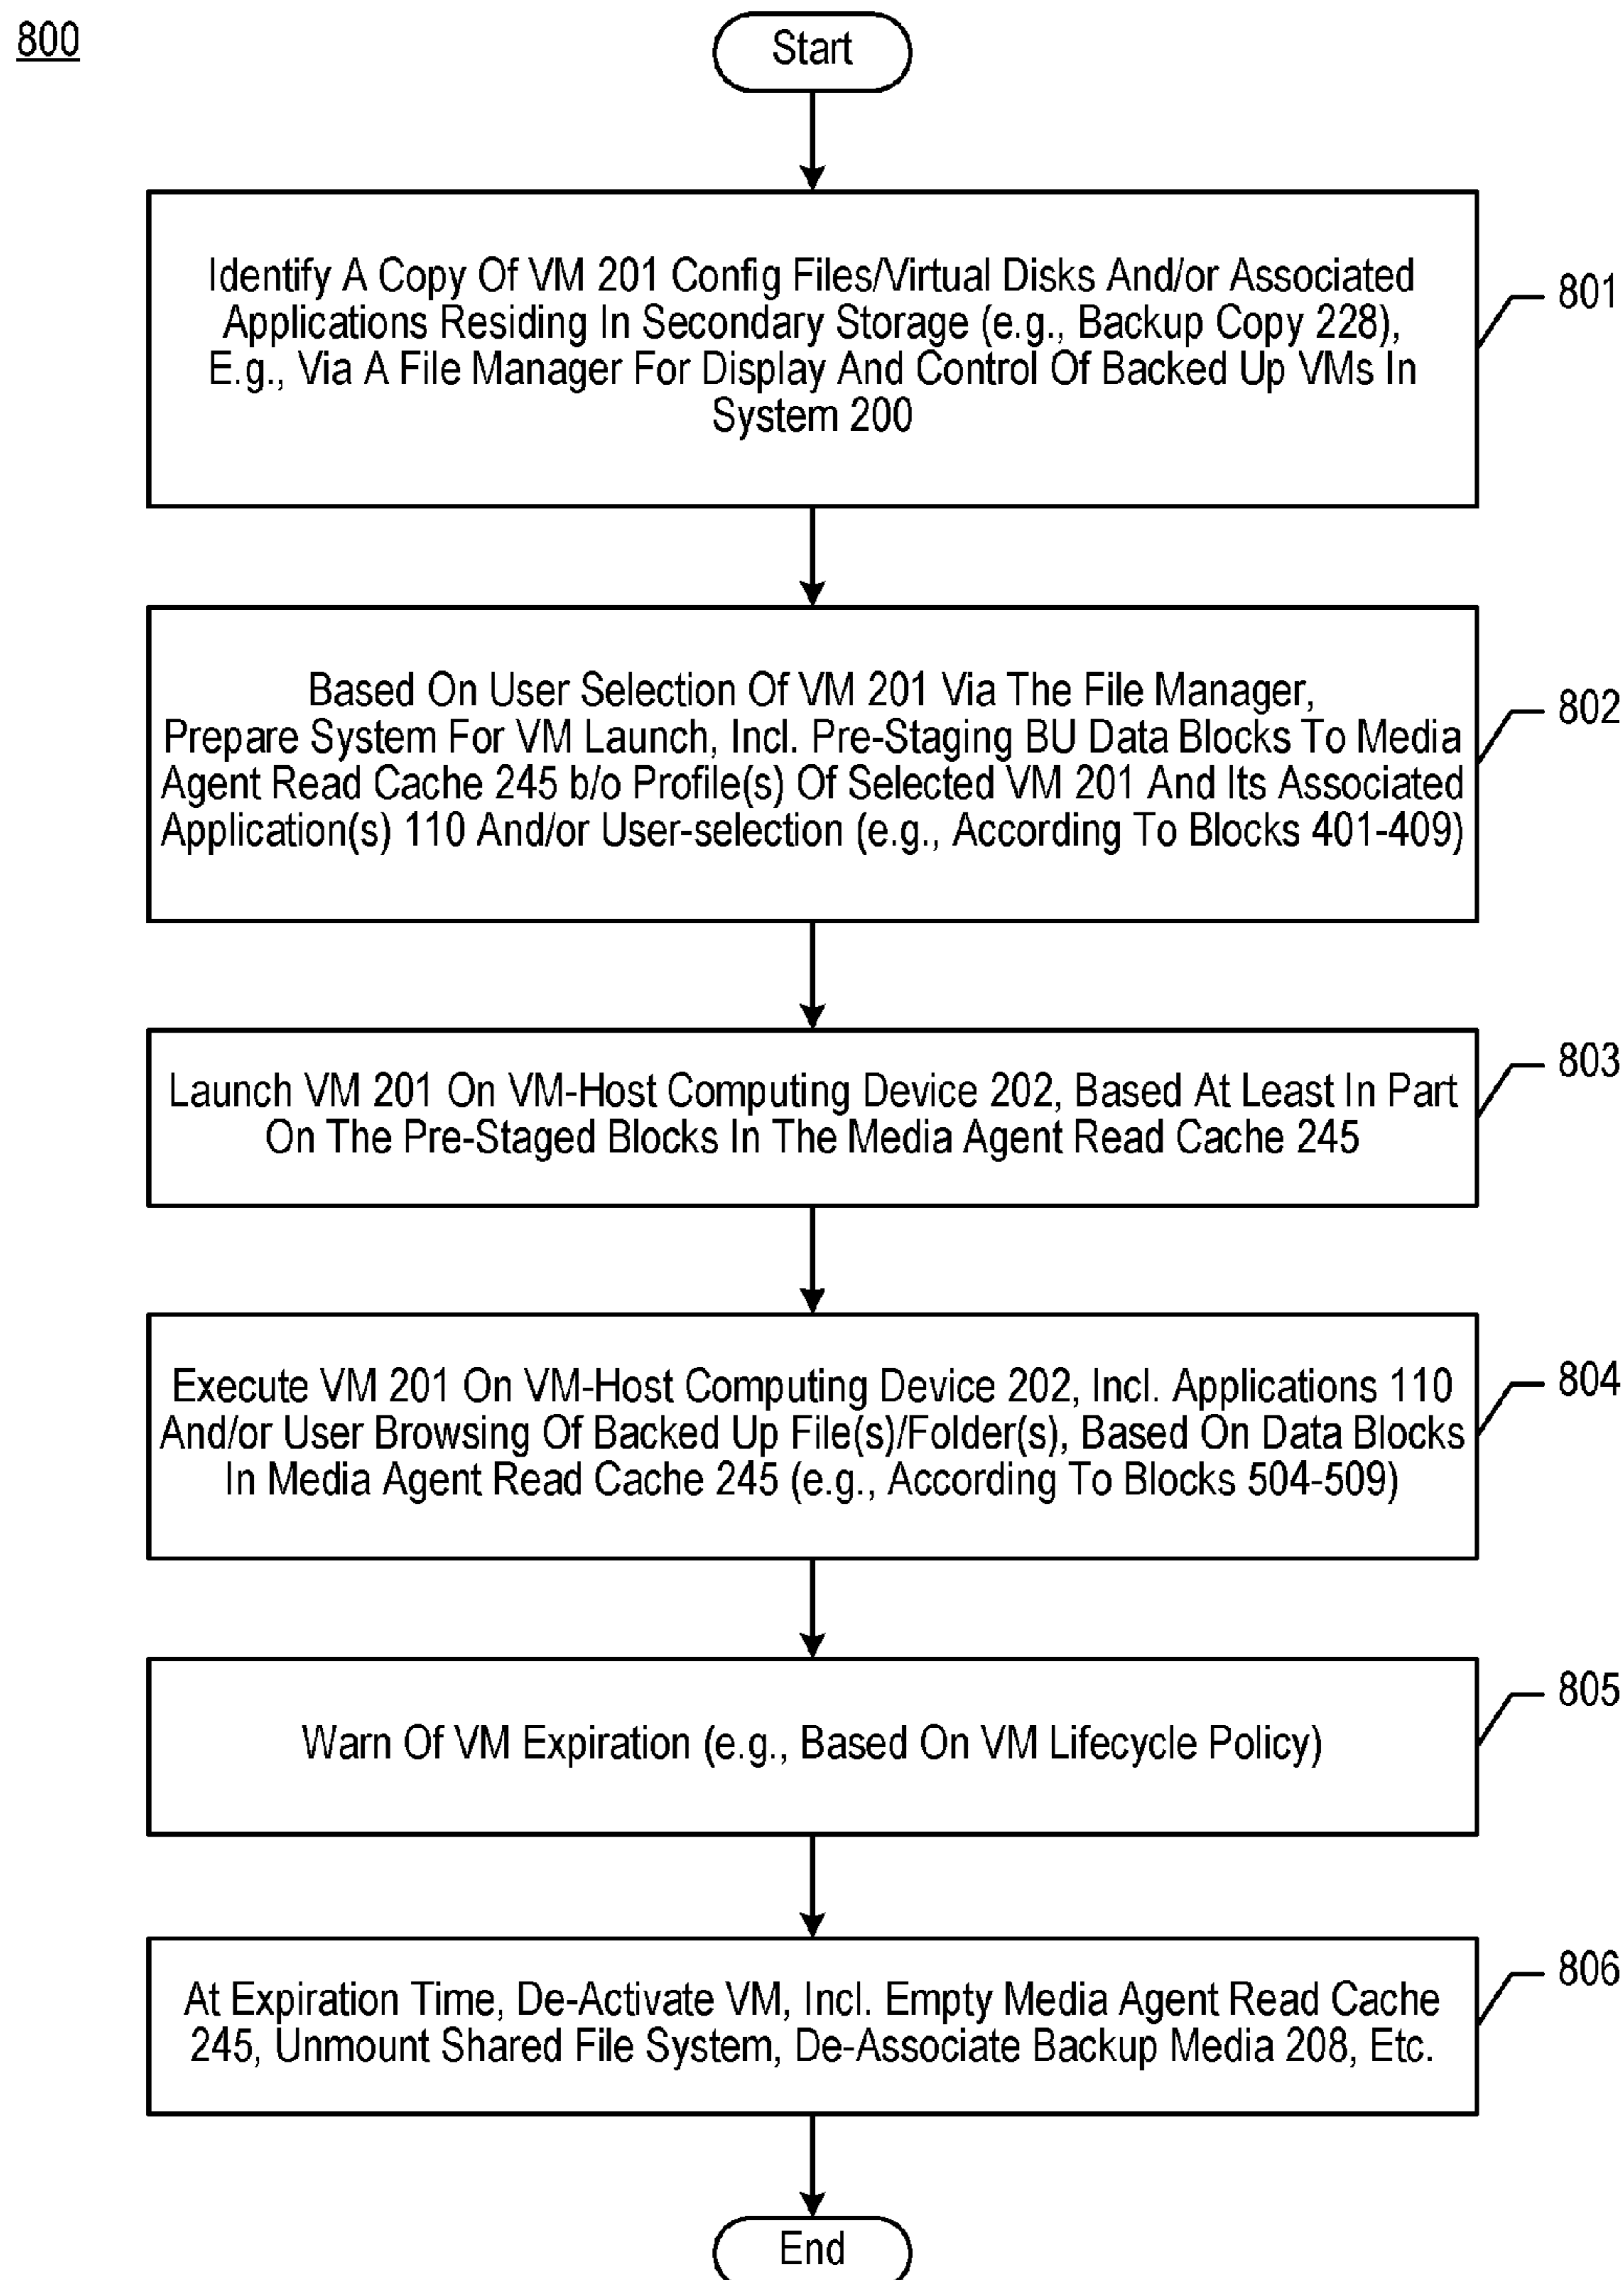 800
Start
Identify A Copy Of VM 201 Config Files/Virtual Disks And/or Associated
Applications Residing In Secondary Storage (e.g., Backup Copy 228),
E.g., Via A File Manager For Display And Control Of Backed Up VMs In
System 200
801
Based On User Selection Of VM 201 Via The File Manager,
Prepare System For VM Launch, Incl. Pre-Staging BU Data Blocks To Media
Agent Read Cache 245 b/o Profile(s) Of Selected VM 201 And Its Associated
Application(s) 110 And/or User-selection (e.g., According To Blocks 401-409)
802
Launch VM 201 On VM-Host Computing Device 202, Based At Least In Part
On The Pre-Staged Blocks In The Media Agent Read Cache 245
803
Execute VM 201 On VM-Host Computing Device 202, Incl. Applications 110
And/or User Browsing Of Backed Up File(s)/Folder(s), Based On Data Blocks
In Media Agent Read Cache 245 (e.g., According To Blocks 504-509)
804
Warn Of VM Expiration (e.g., Based On VM Lifecycle Policy)
805
At Expiration Time, De-Activate VM, Incl. Empty Media Agent Read Cache
245, Unmount Shared File System, De-Associate Backup Media 208, Etc.
806
End